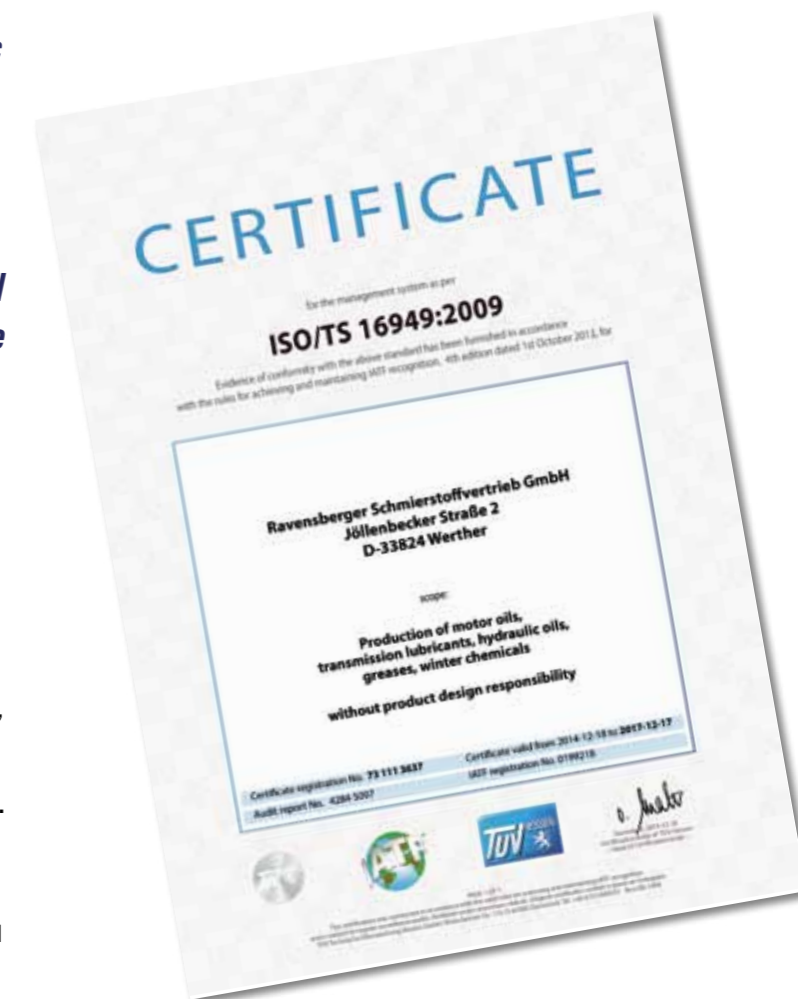 CERTIFICATE
for the management system as per
ISO/TS 16949:2009
Evidence of conformity with the above standard has been furnished in accordance
with the rules for achieving and maintaining IATF recognition, 4th edition dated 1st October 2013, for
Ravensberger Schmierstoffvertrieb GmbH
Jöllenbecker Straße 2
D-33824 Werther
scope:
Production of motor oils,
transmission lubricants, hydraulic oils,
greases, winter chemicals
without product design responsibility
Certificate registration No. 73 111 3637
Certificate valid from 2014-12-18 to 2017-12-17
Audit report No. 4284 5007
IATF registration No. 0199218
TÜV HESSEN